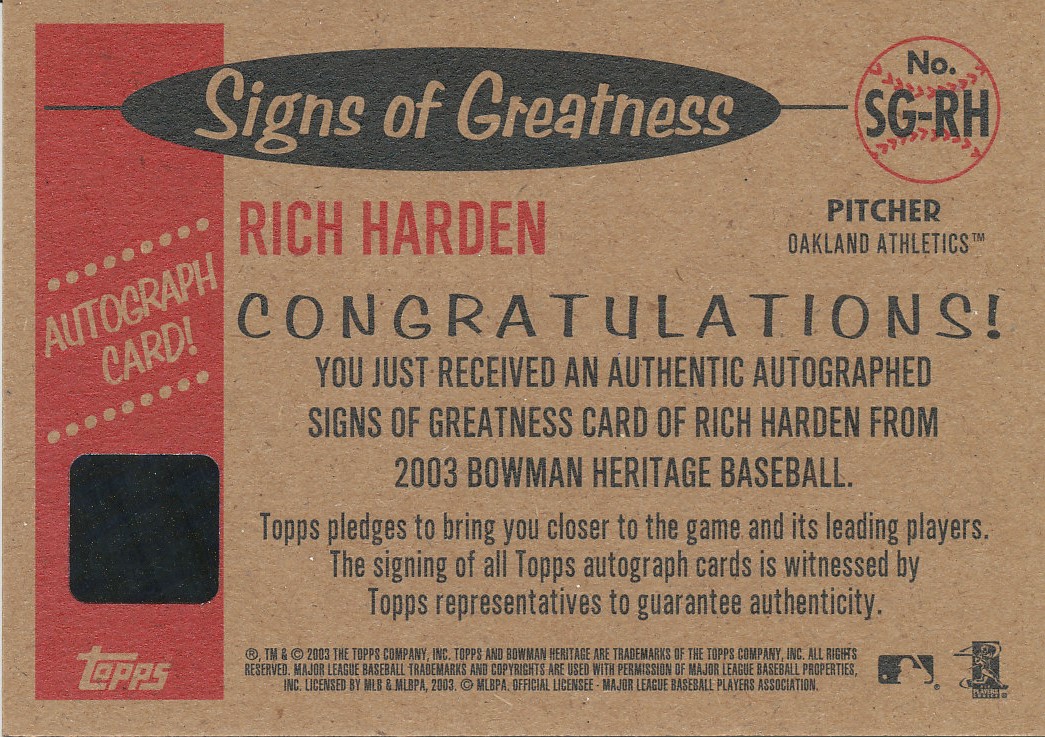 Signs of Greatness
No.
SG-RH
RICH HARDEN
PITCHER
OAKLAND ATHLETICS™
AUTOGRAPH
CARD!
CONGRATULATIONS!
YOU JUST RECEIVED AN AUTHENTIC AUTOGRAPHED
SIGNS OF GREATNESS CARD OF RICH HARDEN FROM
2003 BOWMAN HERITAGE BASEBALL.
Topps pledges to bring you closer to the game and its leading players.
The signing of all Topps autograph cards is witnessed by
Topps representatives to guarantee authenticity.
Topps
®, TM & © 2003 THE TOPPS COMPANY, INC. TOPPS AND BOWMAN HERITAGE ARE TRADEMARKS OF THE TOPPS COMPANY, INC. ALL RIGHTS
RESERVED. MAJOR LEAGUE BASEBALL TRADEMARKS AND COPYRIGHTS ARE USED WITH PERMISSION OF MAJOR LEAGUE BASEBALL PROPERTIES,
INC. LICENSED BY MLB & MLBPA, 2003. © MLBPA. OFFICIAL LICENSEE - MAJOR LEAGUE BASEBALL PLAYERS ASSOCIATION.
®
PLAYERS